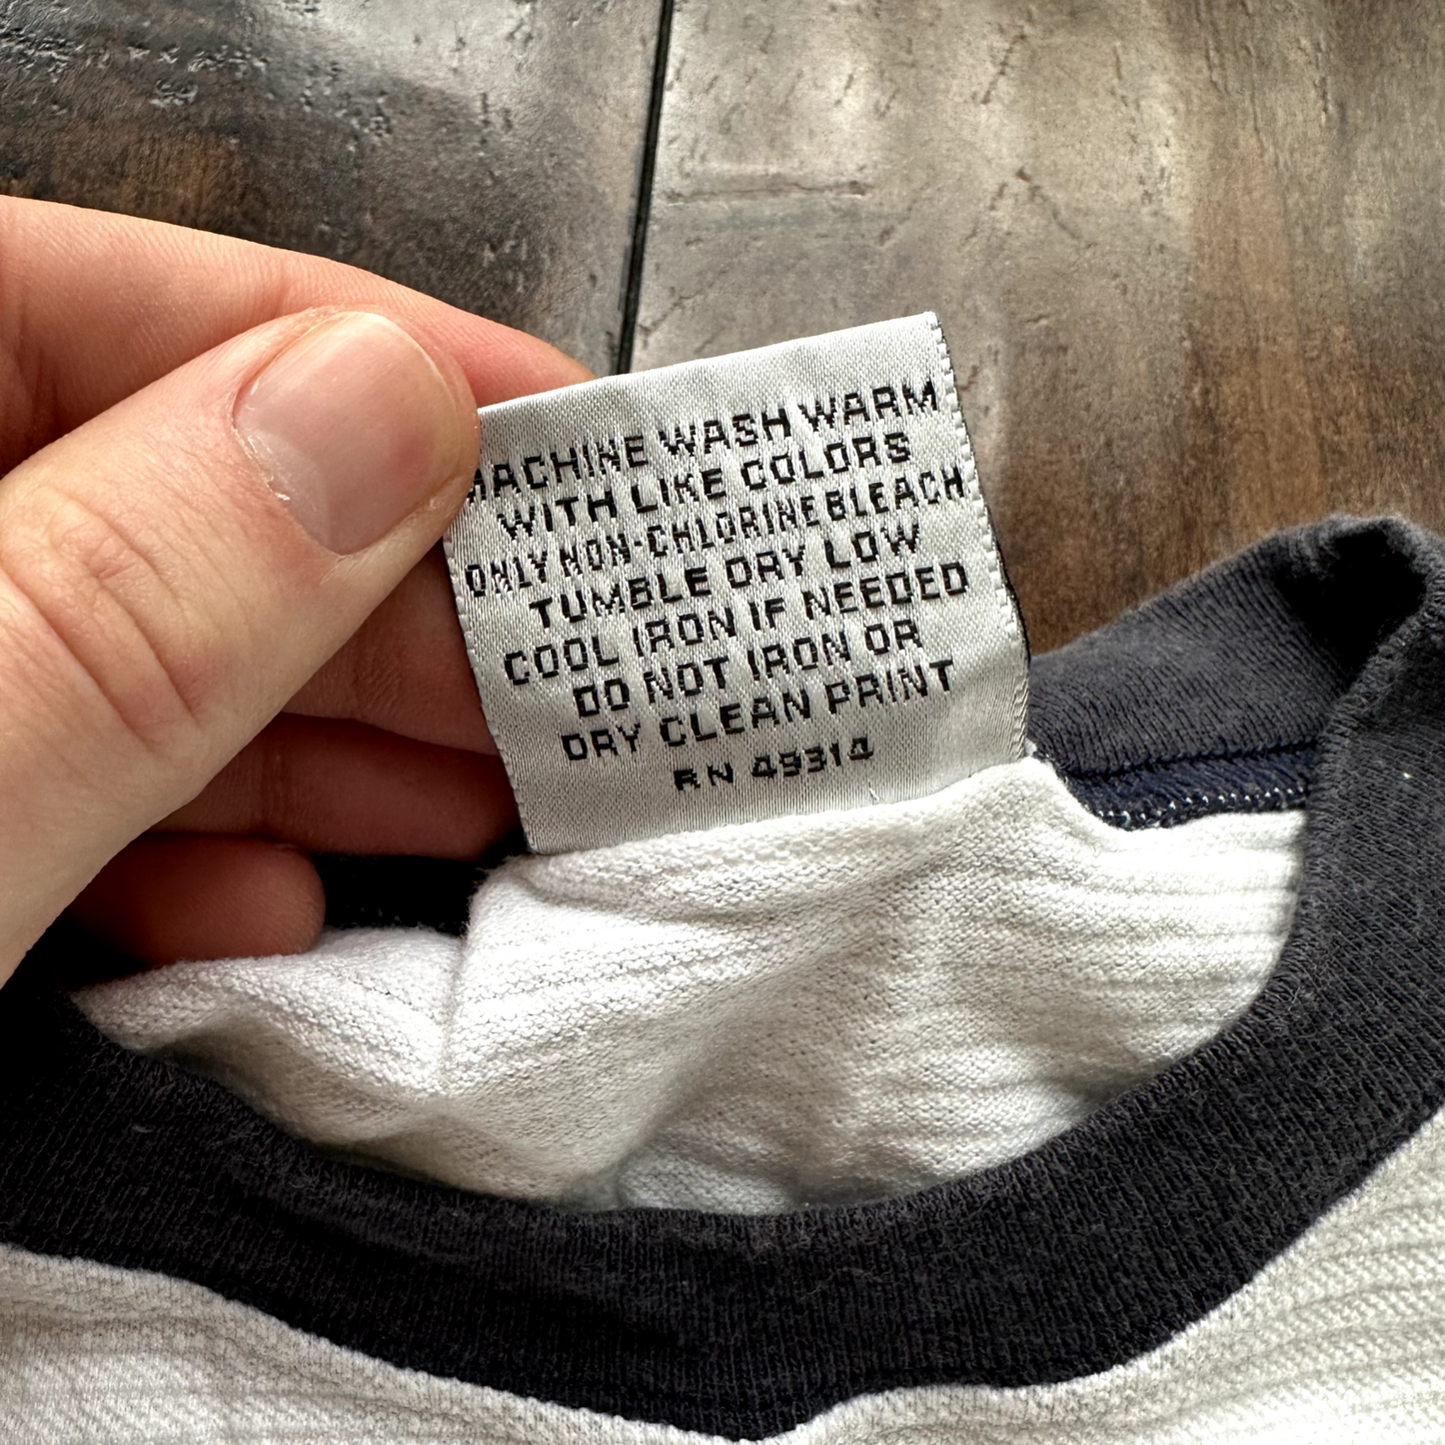 MACHINE WASH WARM
WITH LIKE COLORS
ONLY NON-CHLORINE BLEACH
TUMBLE DRY LOW
COOL IRON IF NEEDED
DO NOT IRON OR
DRY CLEAN PRINT
RN 49314